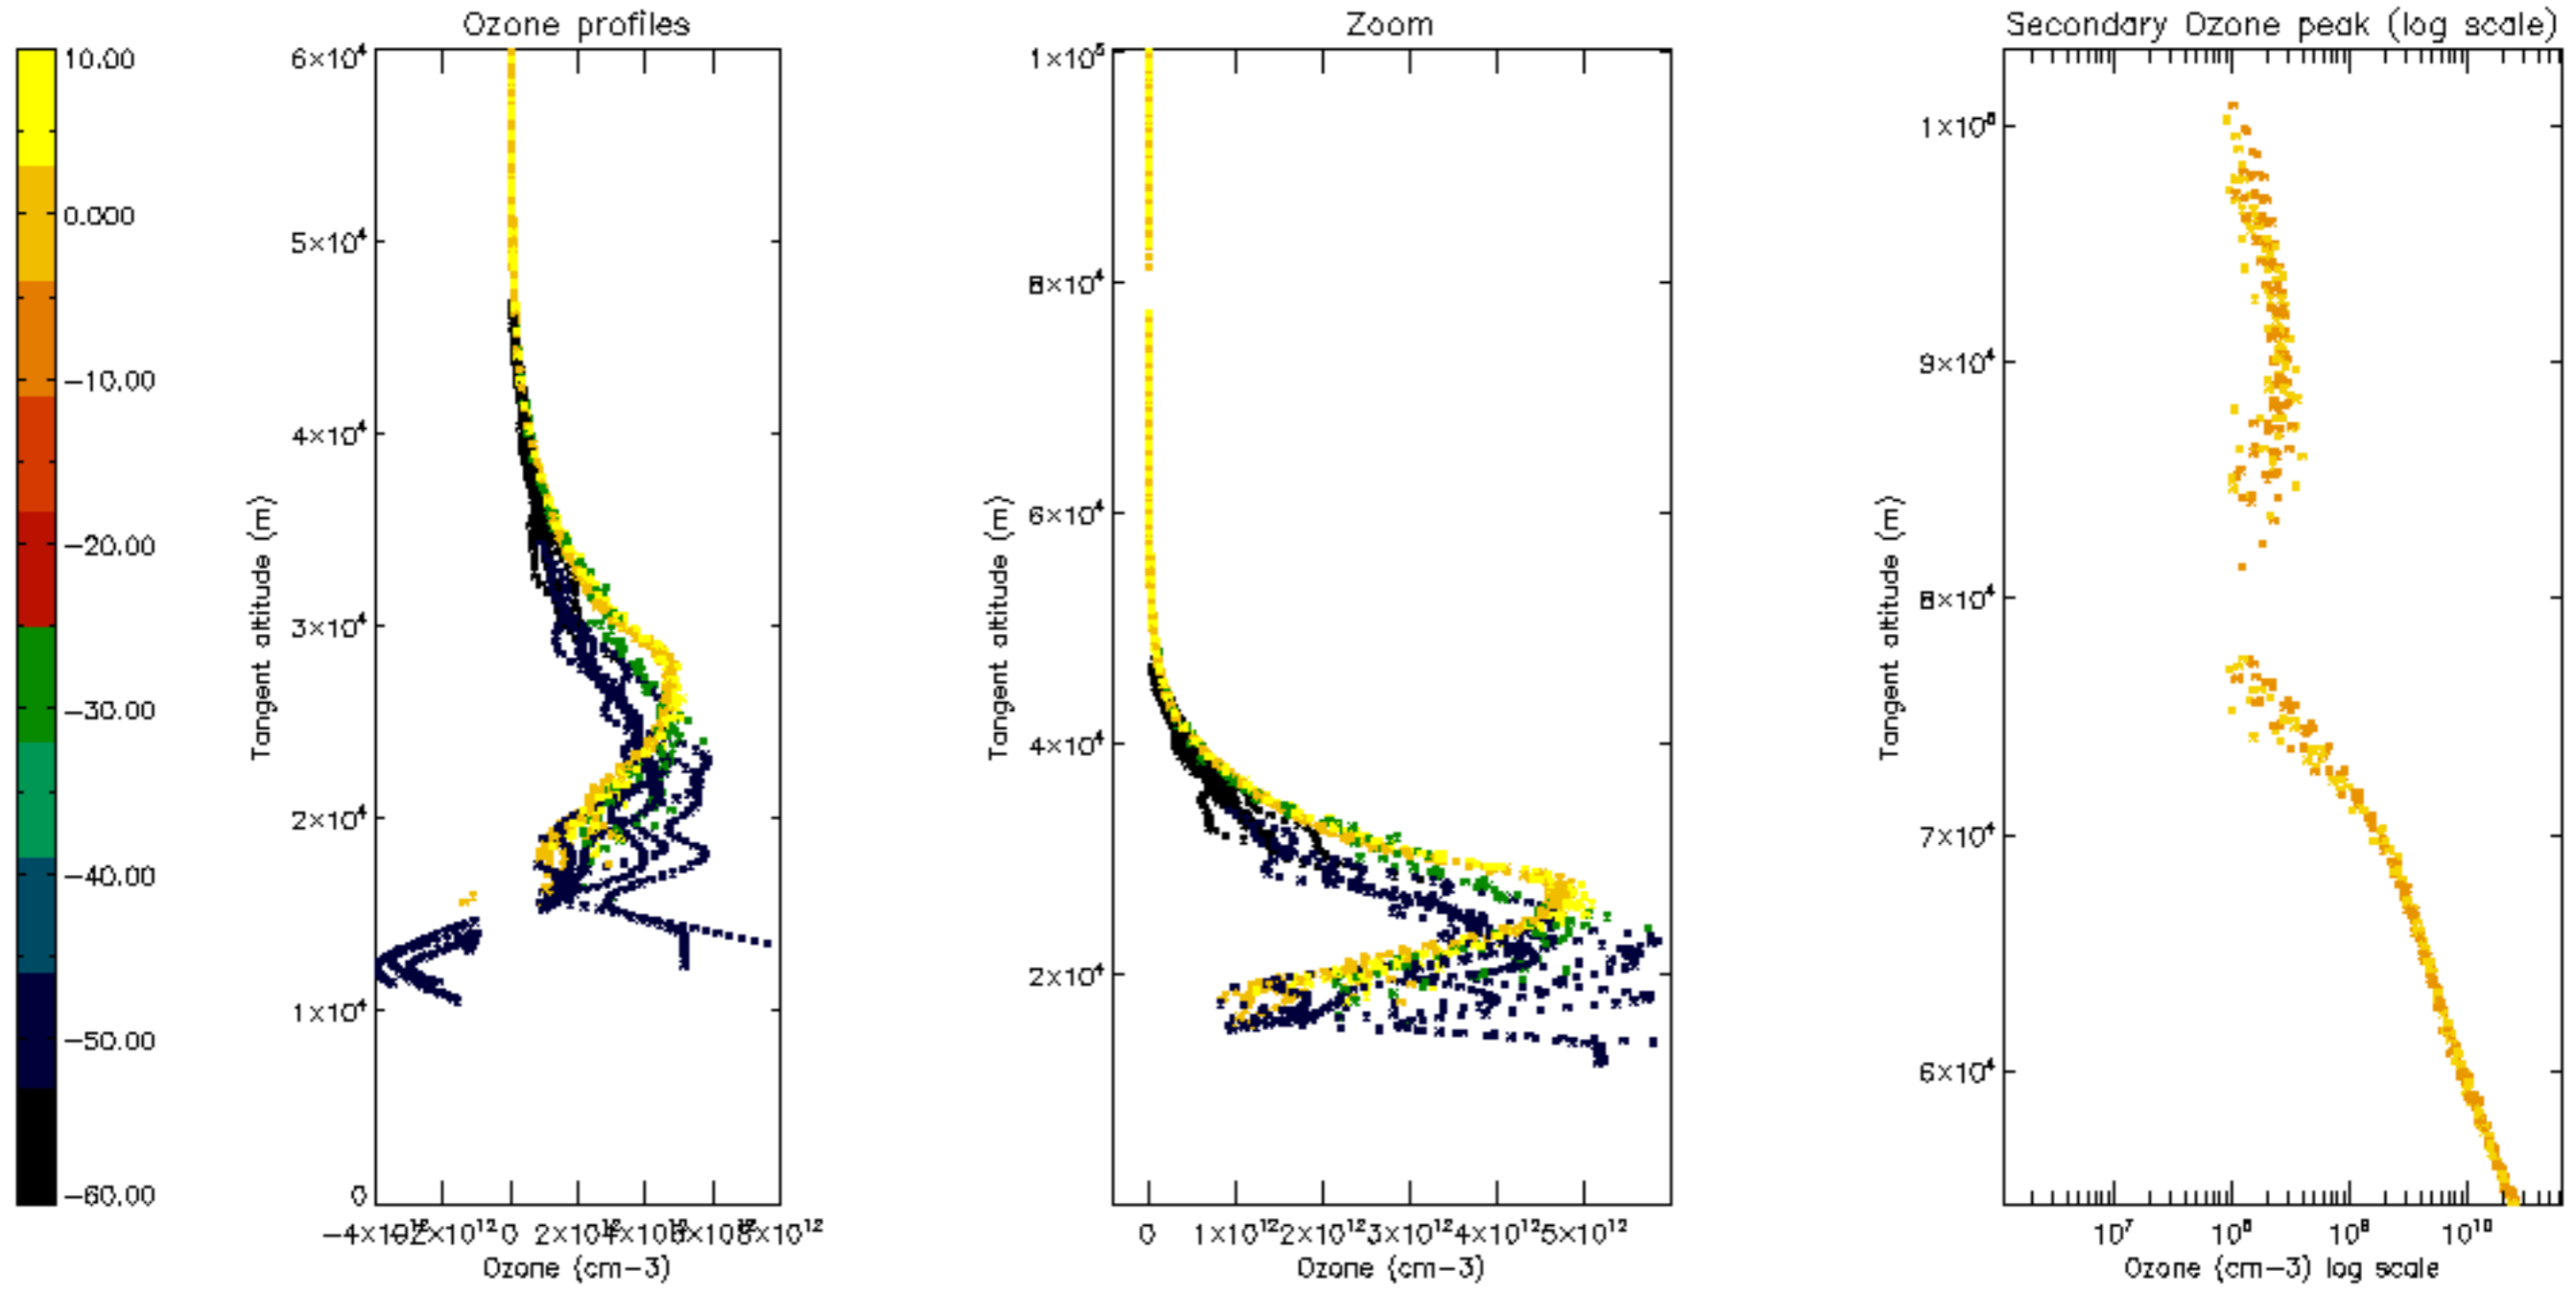 Ozone profiles
Zoom
Secondary Ozone peak (log scale)
10.00
0.000
−10.00
−20.00
−30.00
−40.00
−50.00
−60.00
Tangent altitude (m)
6×10⁴
5×10⁴
4×10⁴
3×10⁴
2×10⁴
1×10⁴
0
0
Ozone (cm−3)
Tangent altitude (m)
1×10⁵
8×10⁴
6×10⁴
4×10⁴
2×10⁴
0 1×10¹² 2×10¹² 3×10¹² 4×10¹² 5×10¹²
Ozone (cm−3)
Tangent altitude (m)
1×10⁵
9×10⁴
8×10⁴
7×10⁴
6×10⁴
10⁷ 10⁸ 10⁹ 10¹⁰
Ozone (cm−3) log scale